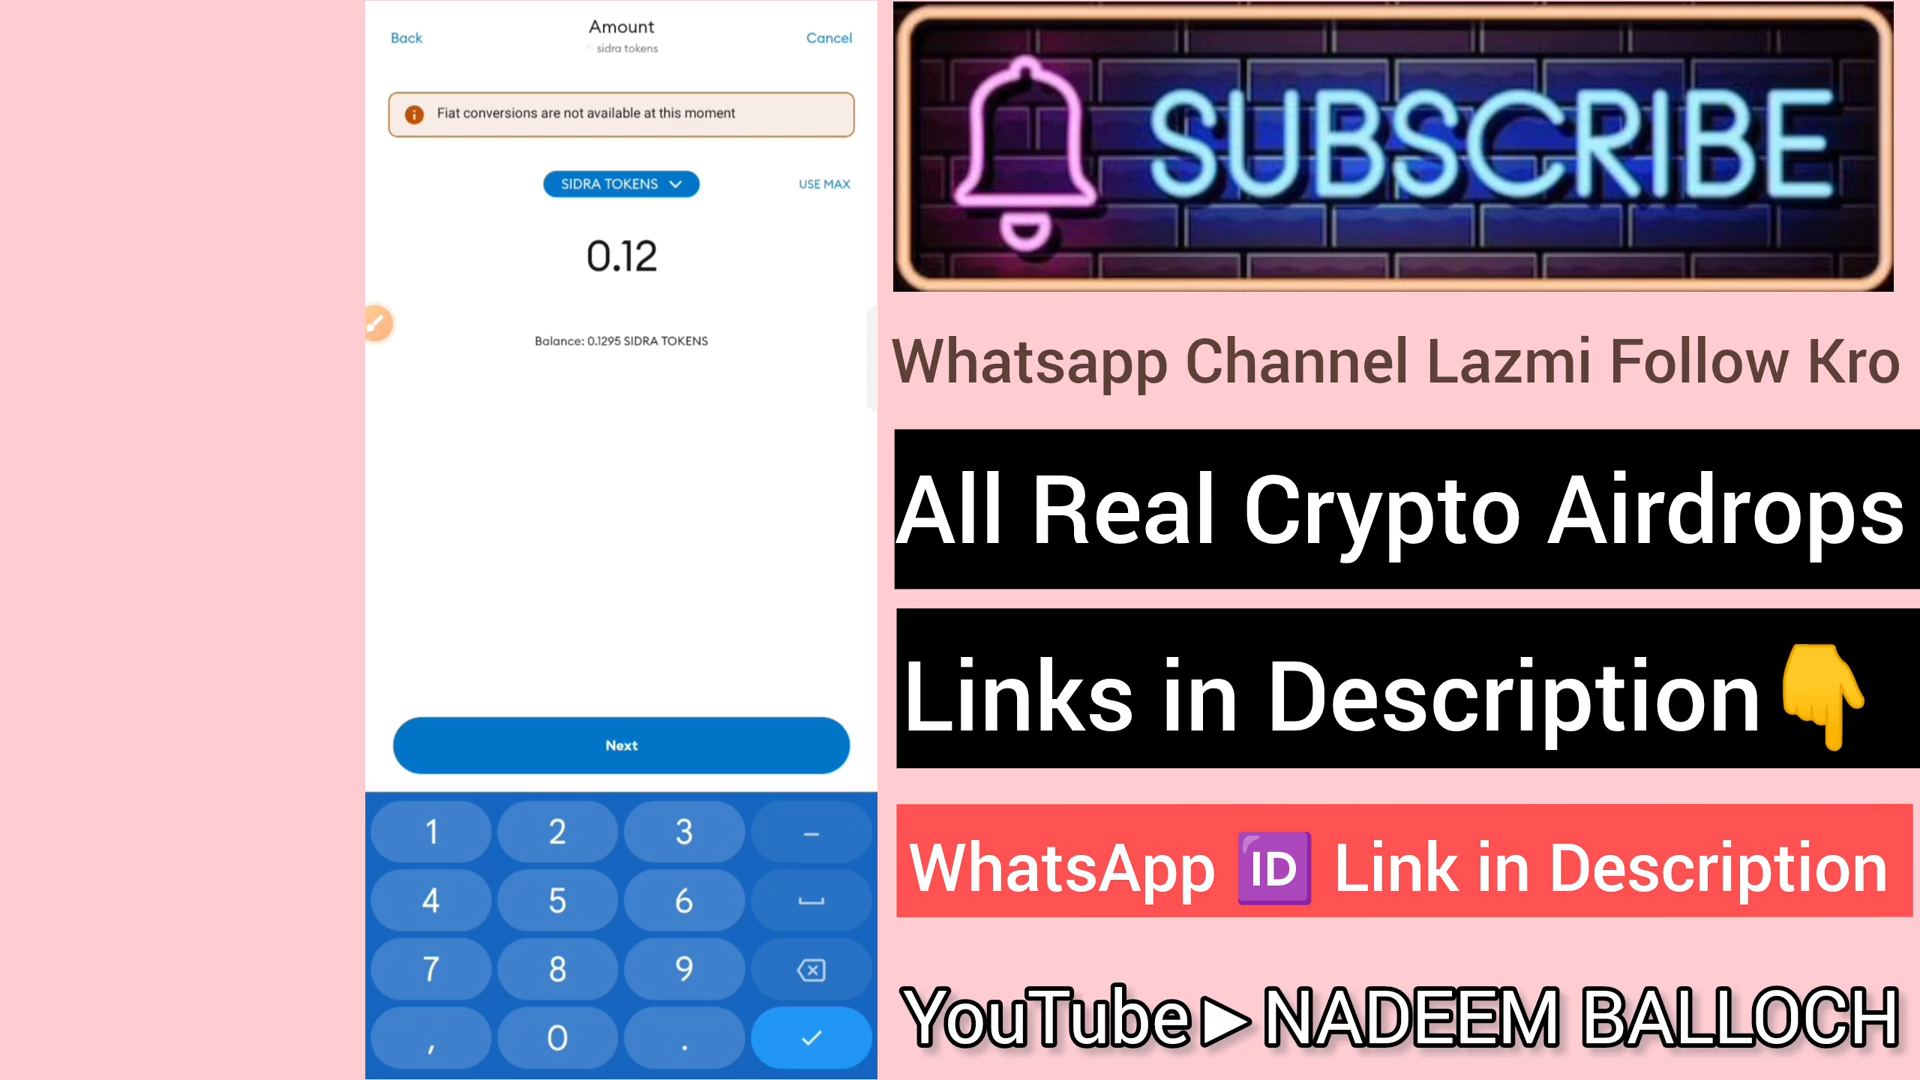 Back
Amount
Cancel
sidra tokens
Fiat conversions are not available at this moment
SIDRA TOKENS
USE MAX
0.12
Balance: 0.1295 SIDRA TOKENS
Next
1 2 3 –
4 5 6
7 8 9
, 0 .
SUBSCRIBE
Whatsapp Channel Lazmi Follow Kro
All Real Crypto Airdrops
Links in Description👇
WhatsApp 🆔 Link in Description
YouTube►NADEEM BALLOCH